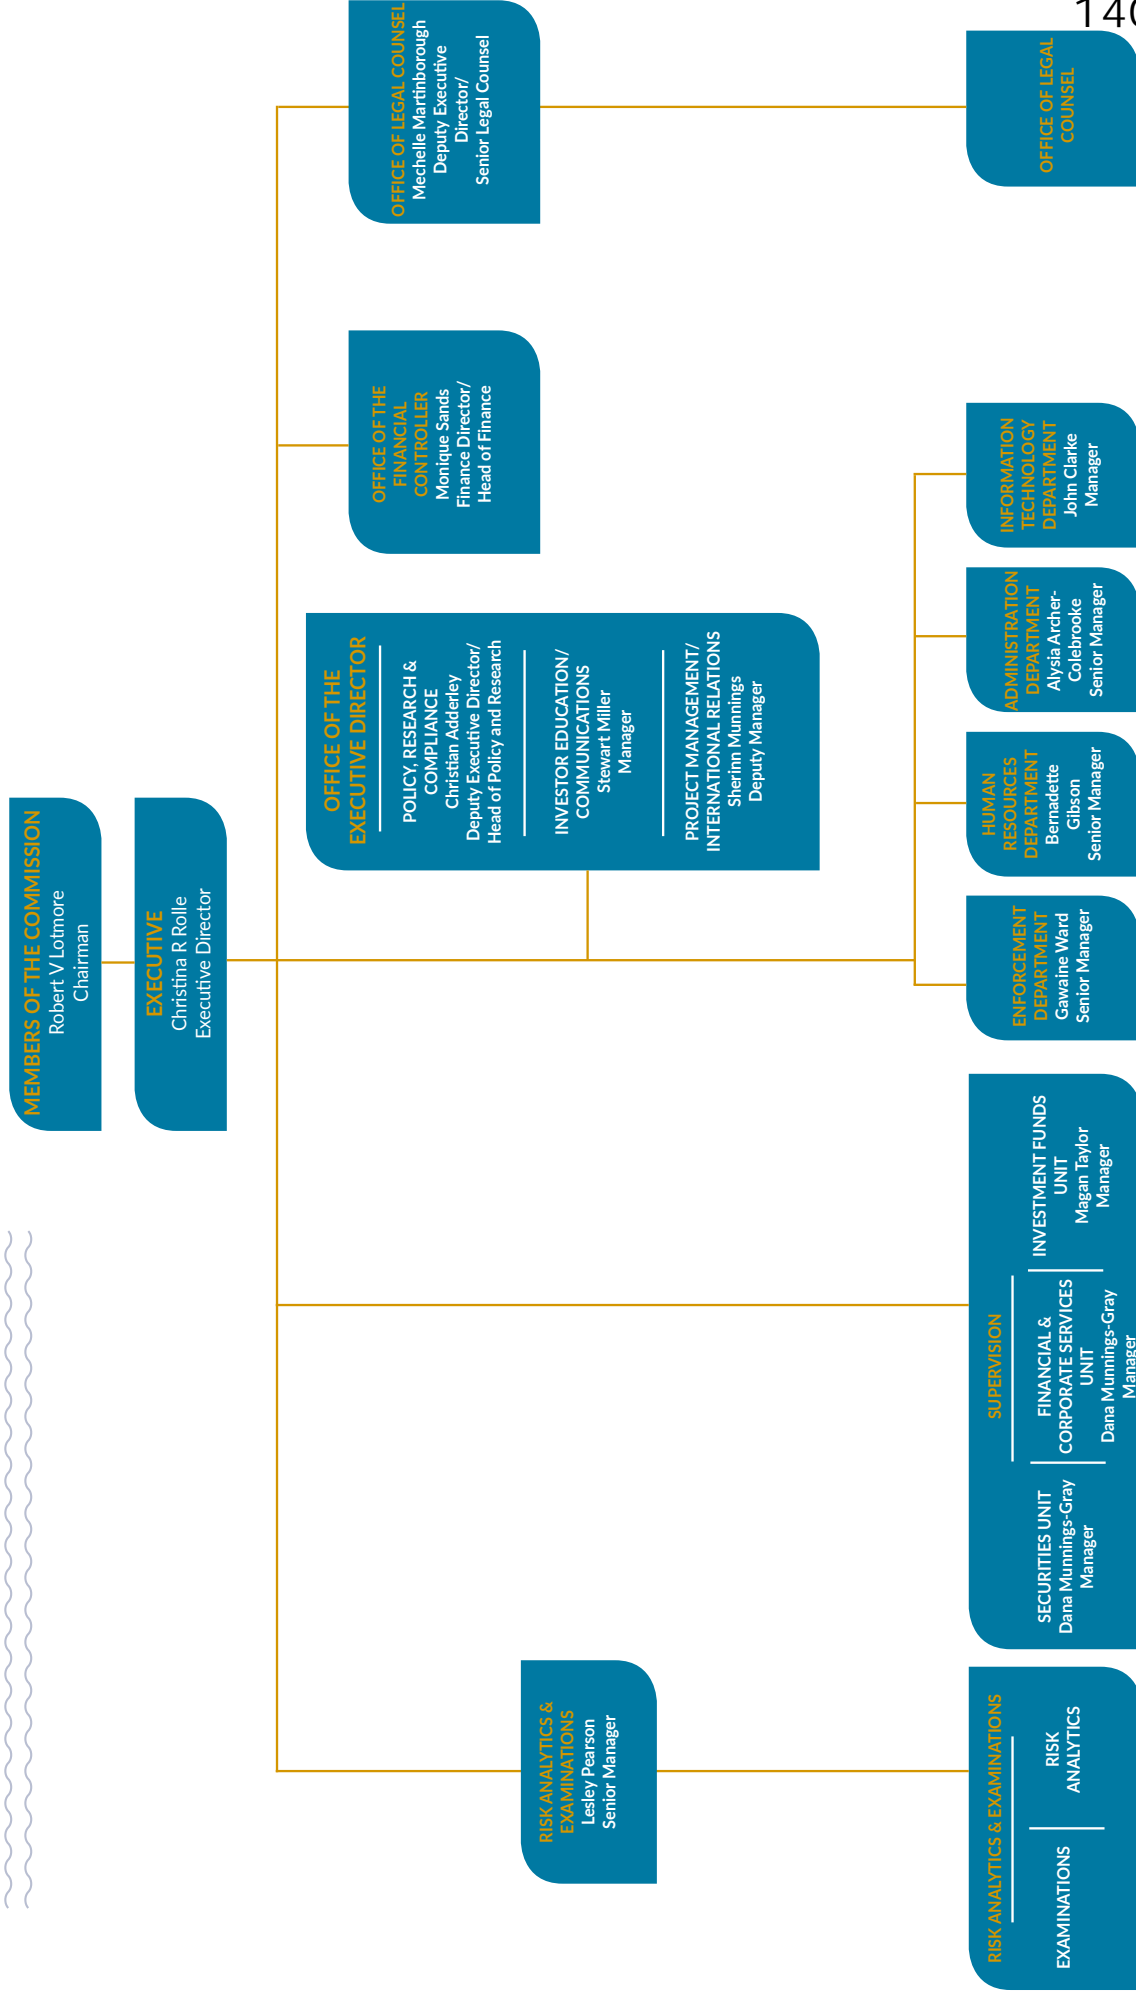 140
MEMBERS OF THE COMMISSION
Robert V Lotmore
Chairman
EXECUTIVE
Christina R Rolle
Executive Director
RISK ANALYTICS &
EXAMINATIONS
Lesley Pearson
Senior Manager
OFFICE OF THE
EXECUTIVE DIRECTOR
POLICY, RESEARCH &
COMPLIANCE
Christian Adderley
Deputy Executive Director/
Head of Policy and Research
INVESTOR EDUCATION/
COMMUNICATIONS
Stewart Miller
Manager
PROJECT MANAGEMENT/
INTERNATIONAL RELATIONS
Sherinn Munnings
Deputy Manager
OFFICE OF THE
FINANCIAL
CONTROLLER
Monique Sands
Finance Director/
Head of Finance
OFFICE OF LEGAL COUNSEL
Mechelle Martinborough
Deputy Executive
Director/
Senior Legal Counsel
RISK ANALYTICS & EXAMINATIONS
EXAMINATIONS
RISK
ANALYTICS
SUPERVISION
SECURITIES UNIT
Dana Munnings-Gray
Manager
FINANCIAL &
CORPORATE SERVICES
UNIT
Dana Munnings-Gray
Manager
INVESTMENT FUNDS
UNIT
Magan Taylor
Manager
ENFORCEMENT
DEPARTMENT
Gawaine Ward
Senior Manager
HUMAN
RESOURCES
DEPARTMENT
Bernadette
Gibson
Senior Manager
ADMINISTRATION
DEPARTMENT
Alysia Archer-
Colebrooke
Senior Manager
INFORMATION
TECHNOLOGY
DEPARTMENT
John Clarke
Manager
OFFICE OF LEGAL
COUNSEL